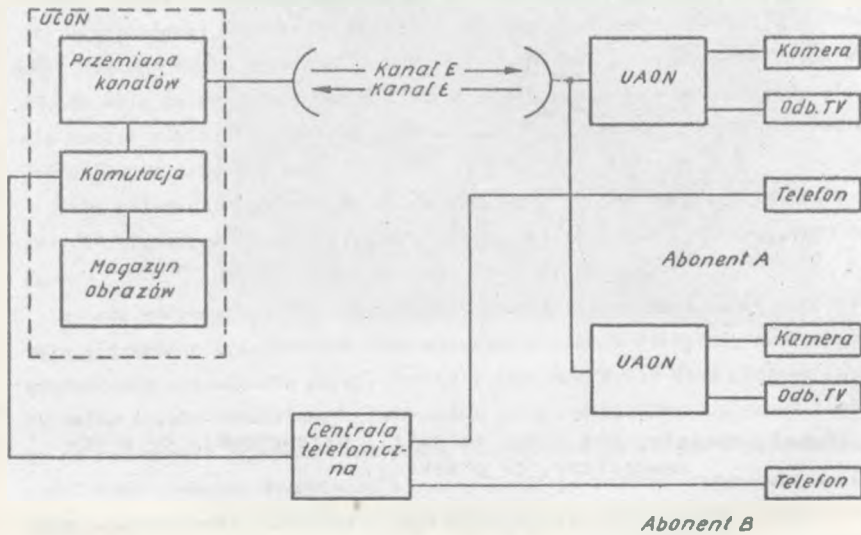 UCON
Przemiana
kanałów
Komutacja
Magazyn
obrazów
Kanał E
Kanał E
UAON
Kamera
Odb. TV
Telefon
Abonent A
UAON
Kamera
Odb. TV
Centrala
telefonicz-
na
Telefon
Abonent B